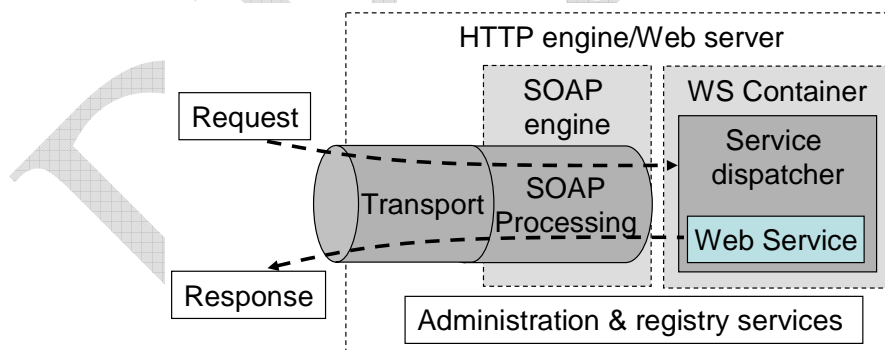 HTTP engine/Web server
SOAP
engine
WS Container
Request
Service
dispatcher
Transport
SOAP
Processing
Web Service
Response
Administration & registry services